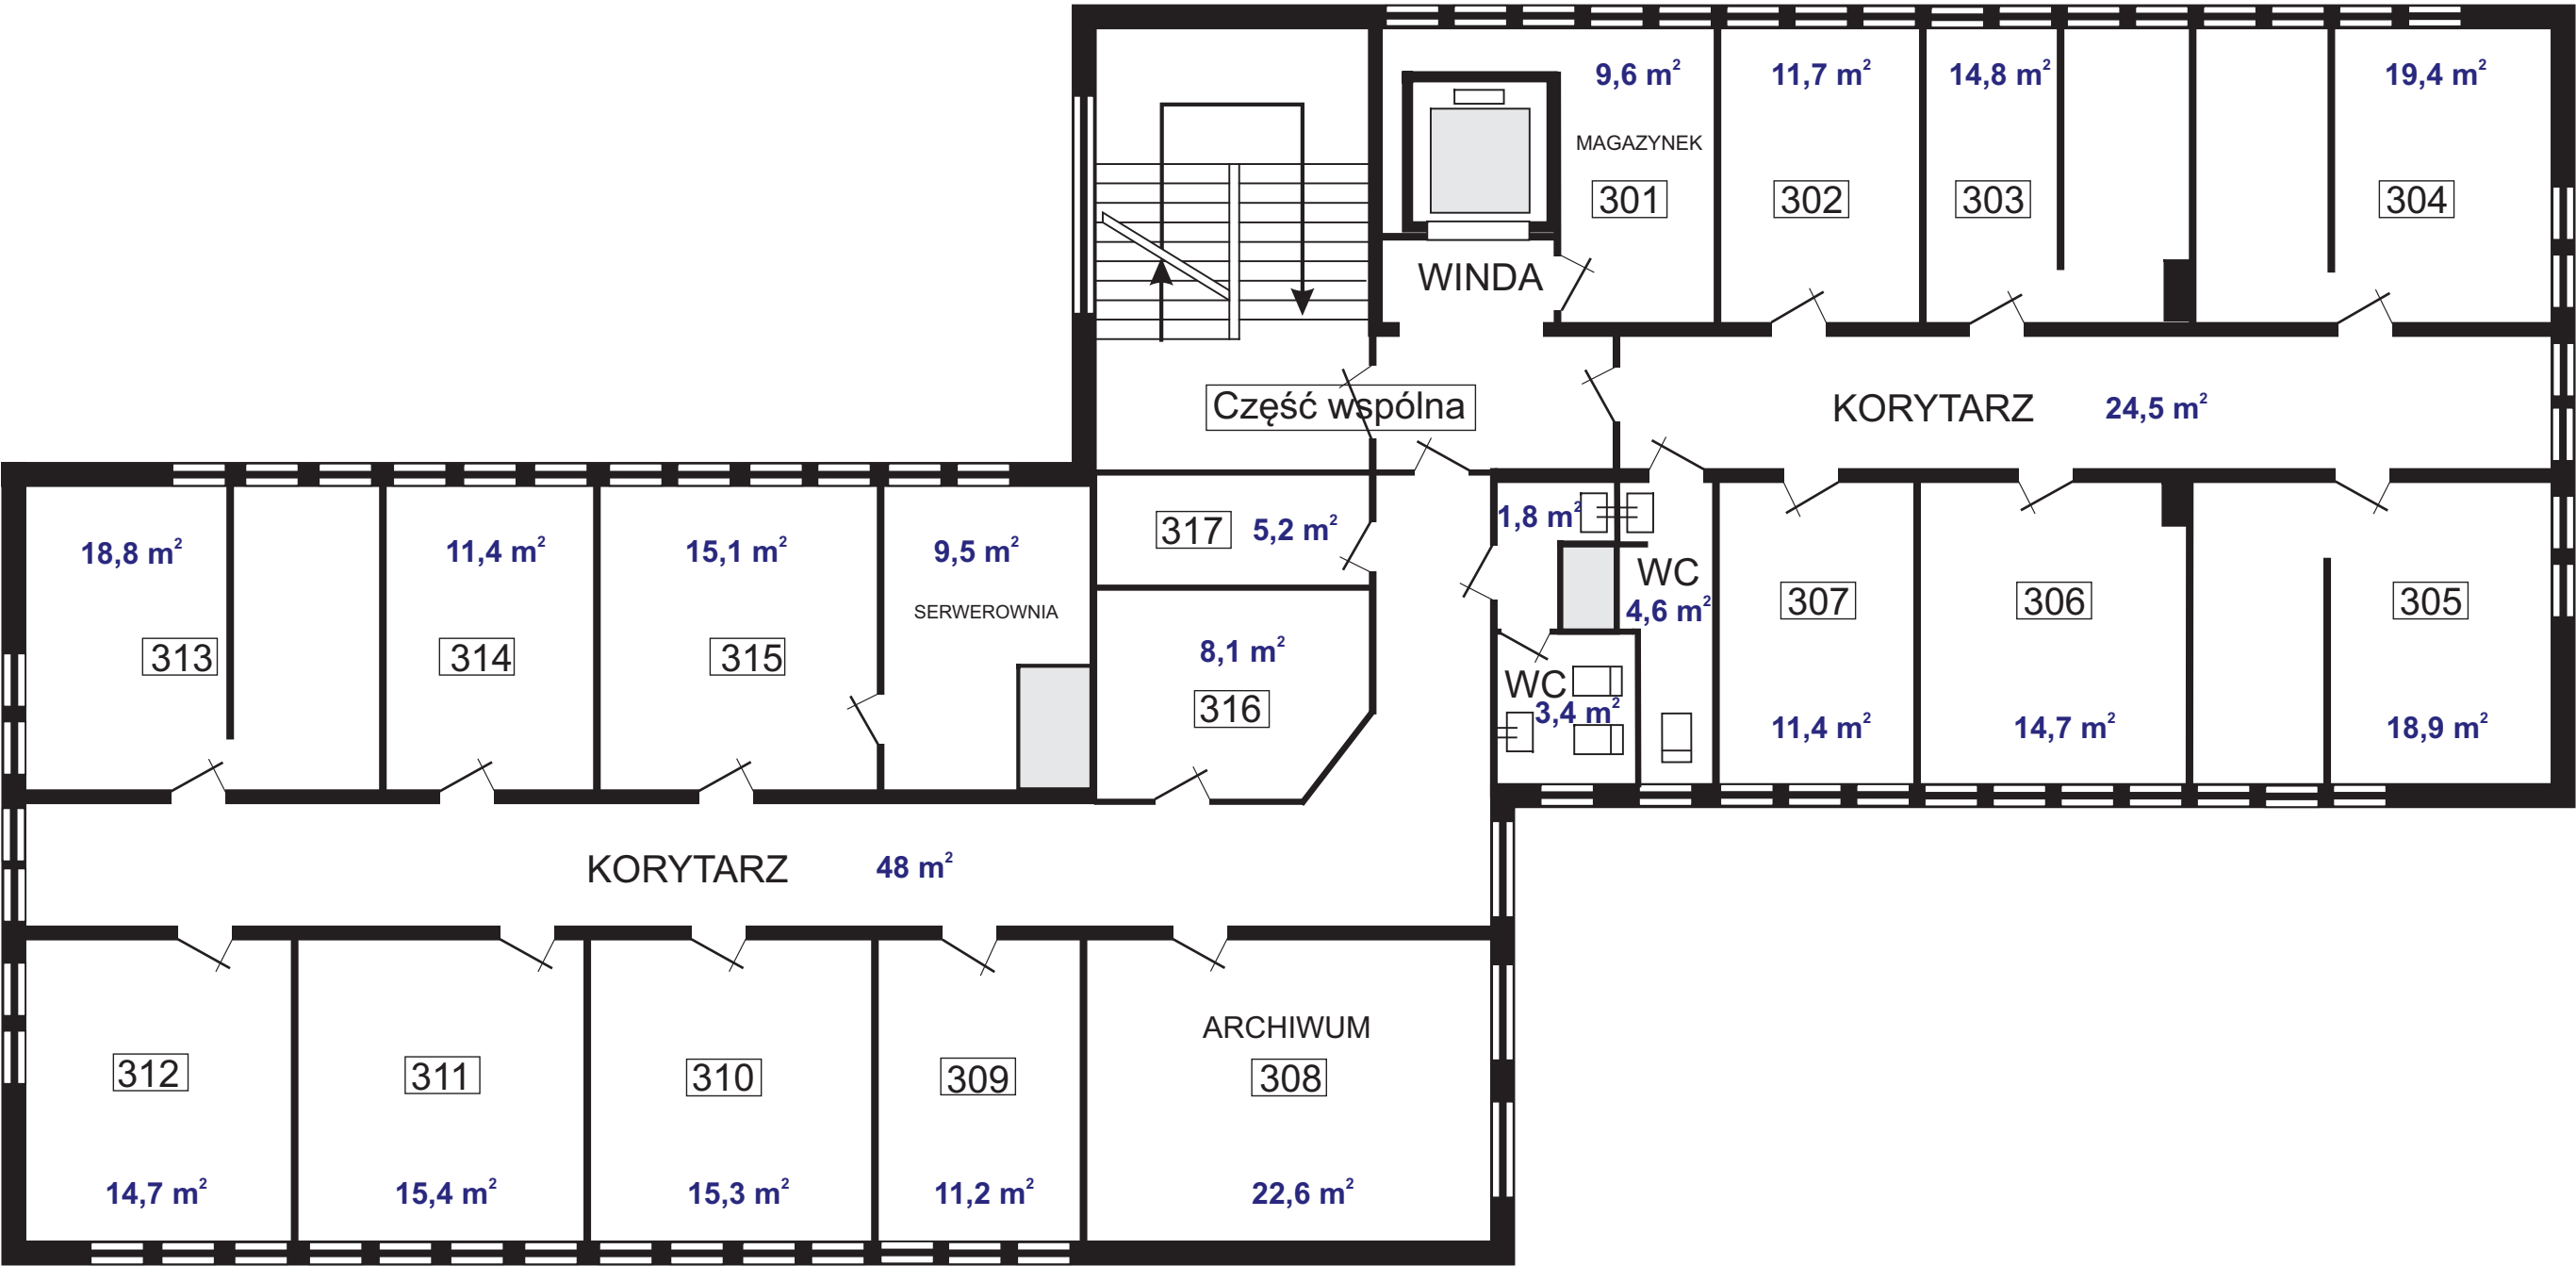 9,6 m²
11,7 m²
14,8 m²
19,4 m²
MAGAZYNEK
301
302
303
304
WINDA
Część wspólna
KORYTARZ 24,5 m²
317 5,2 m²
1,8 m²
18,8 m²
11,4 m²
15,1 m²
9,5 m²
SERWEROWNIA
WC
4,6 m²
307
306
305
313
314
315
8,1 m²
316
WC
3,4 m²
11,4 m²
14,7 m²
18,9 m²
KORYTARZ 48 m²
ARCHIWUM
312
311
310
309
308
14,7 m²
15,4 m²
15,3 m²
11,2 m²
22,6 m²